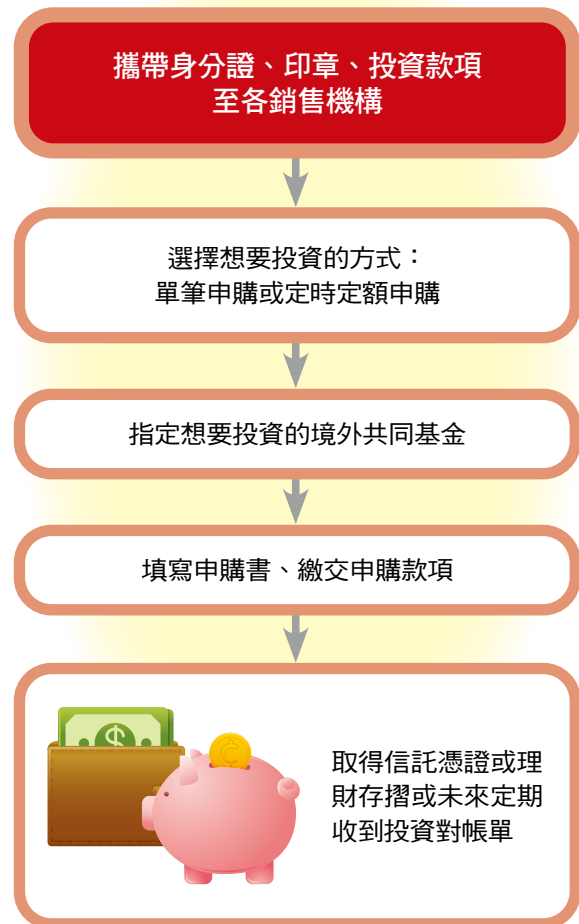 攜帶身分證、印章、投資款項
至各銷售機構
選擇想要投資的方式：
單筆申購或定時定額申購
指定想要投資的境外共同基金
填寫申購書、繳交申購款項
取得信託憑證或理
財存摺或未來定期
收到投資對帳單